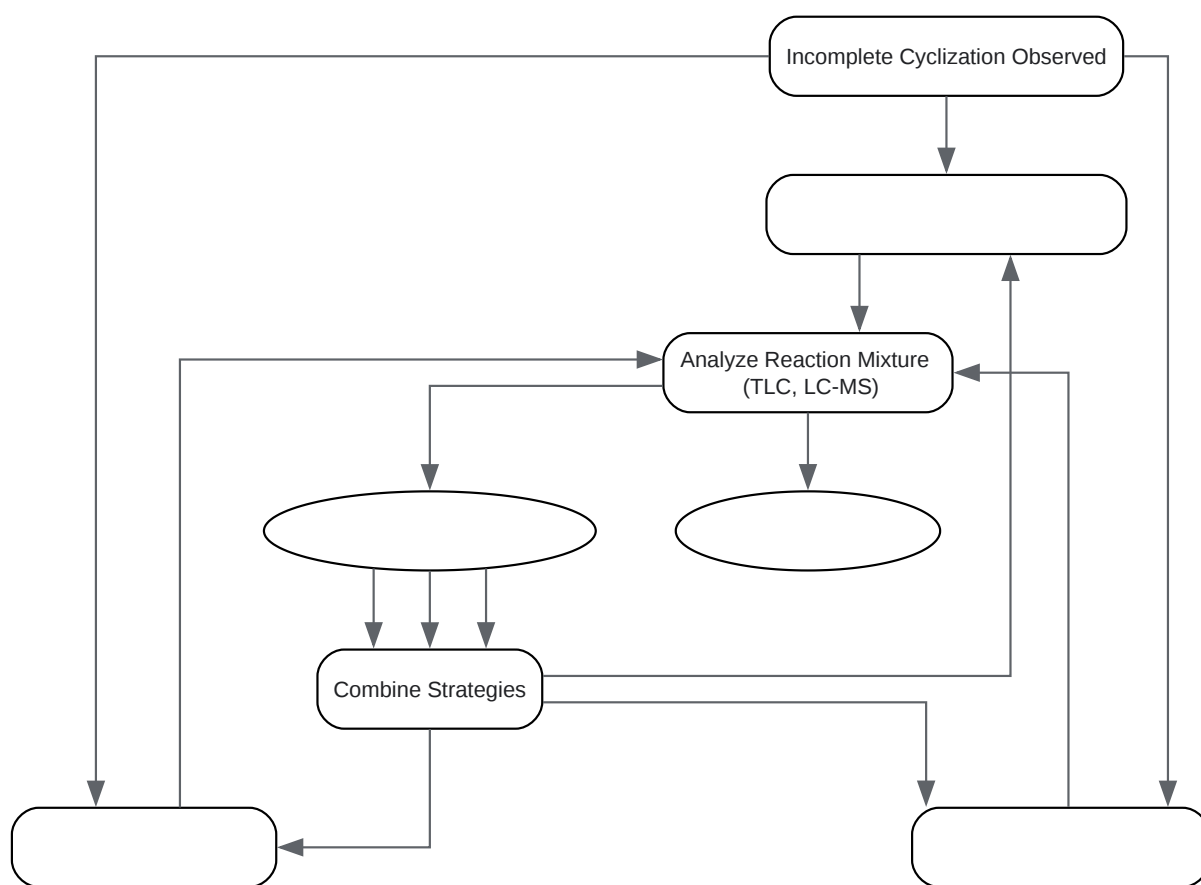 Incomplete Cyclization Observed
Analyze Reaction Mixture
(TLC, LC-MS)
Combine Strategies